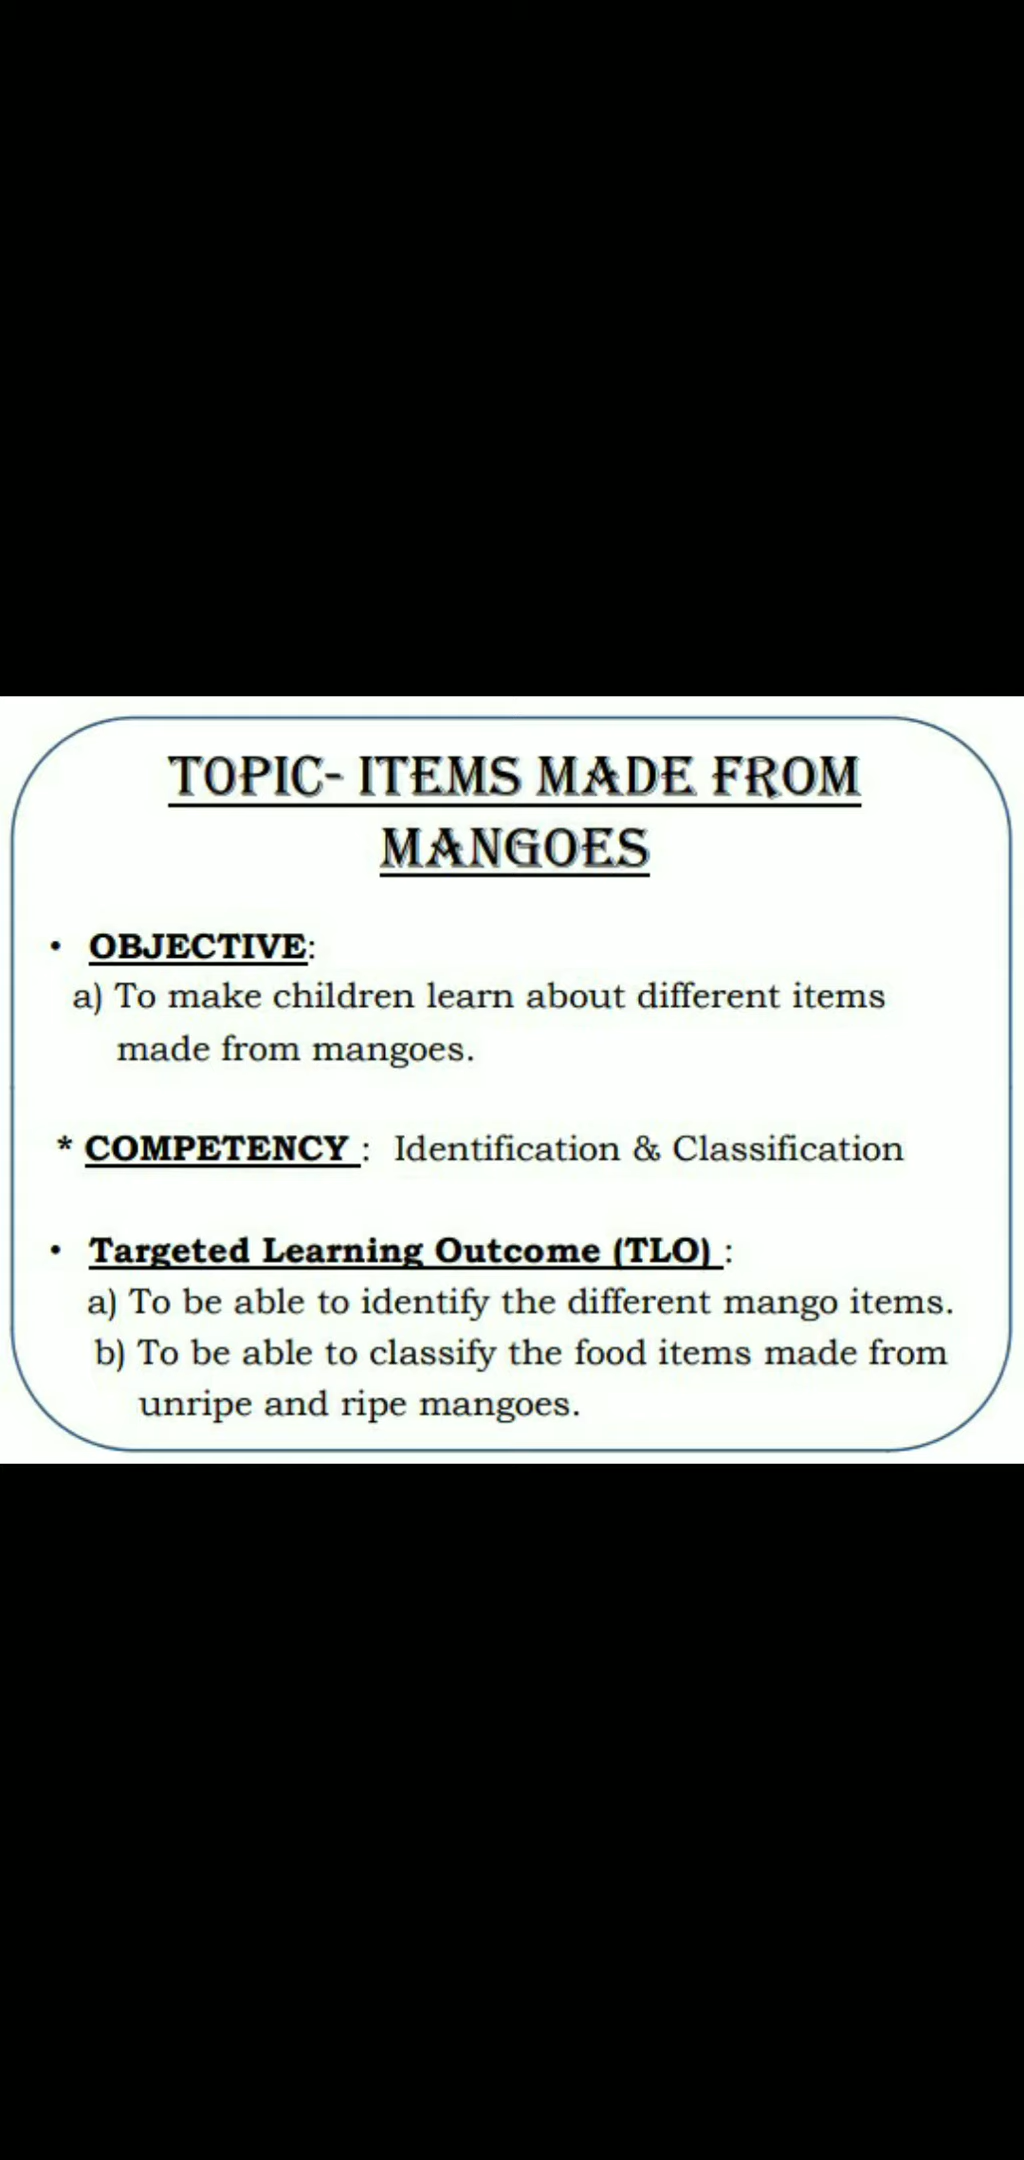 TOPIC- ITEMS MADE FROM
MANGOES
• OBJECTIVE:
a) To make children learn about different items
made from mangoes.
* COMPETENCY : Identification & Classification
• Targeted Learning Outcome (TLO) :
a) To be able to identify the different mango items.
b) To be able to classify the food items made from
unripe and ripe mangoes.